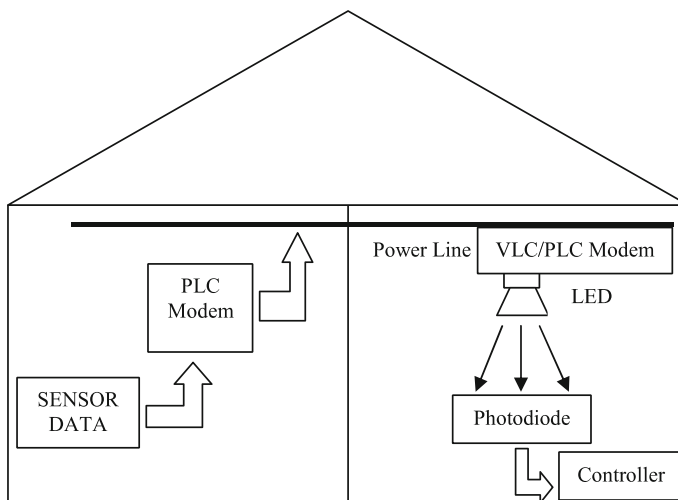 PLC
Modem
SENSOR
DATA
Power Line
VLC/PLC Modem
LED
Photodiode
Controller